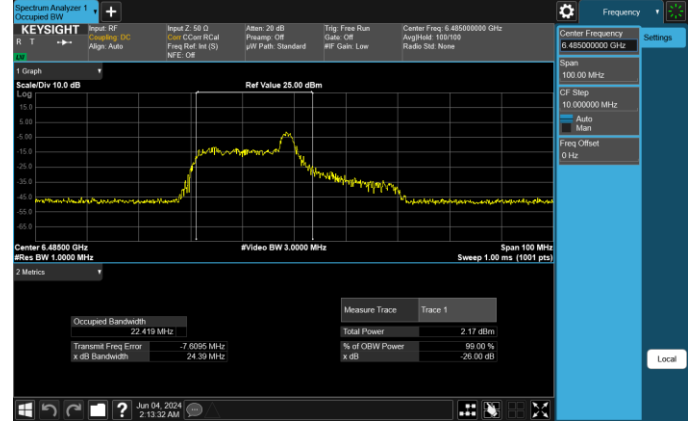 Spectrum Analyzer 1
Occupied BW
Frequency
KEYSIGHT
R T
Input: RF
Coupling: DC
Align: Auto
Input Z: 50 Ω
Corr CCorr RCal
Freq Ref: Int (S)
NFE: Off
Atten: 20 dB
Preamp: Off
µW Path: Standard
Trig: Free Run
Gate: Off
#IF Gain: Low
Center Freq: 6.485000000 GHz
Avg|Hold: 100/100
Radio Std: None
1 Graph
Scale/Div 10.0 dB
Ref Value 25.00 dBm
Log
15.0
5.00
-5.00
-15.0
-25.0
-35.0
-45.0
-55.0
-65.0
Center 6.48500 GHz
#Video BW 3.0000 MHz
Span 100 MHz
#Res BW 1.0000 MHz
Sweep 1.00 ms (1001 pts)
2 Metrics
Measure Trace
Trace 1
Occupied Bandwidth
22.419 MHz
Total Power
2.17 dBm
Transmit Freq Error
-7.6095 MHz
% of OBW Power
99.00 %
x dB Bandwidth
24.39 MHz
x dB
-26.00 dB
Jun 04, 2024
2:13:32 AM
Center Frequency
6.485000000 GHz
Settings
Span
100.00 MHz
CF Step
10.000000 MHz
Auto
Man
Freq Offset
0 Hz
Local